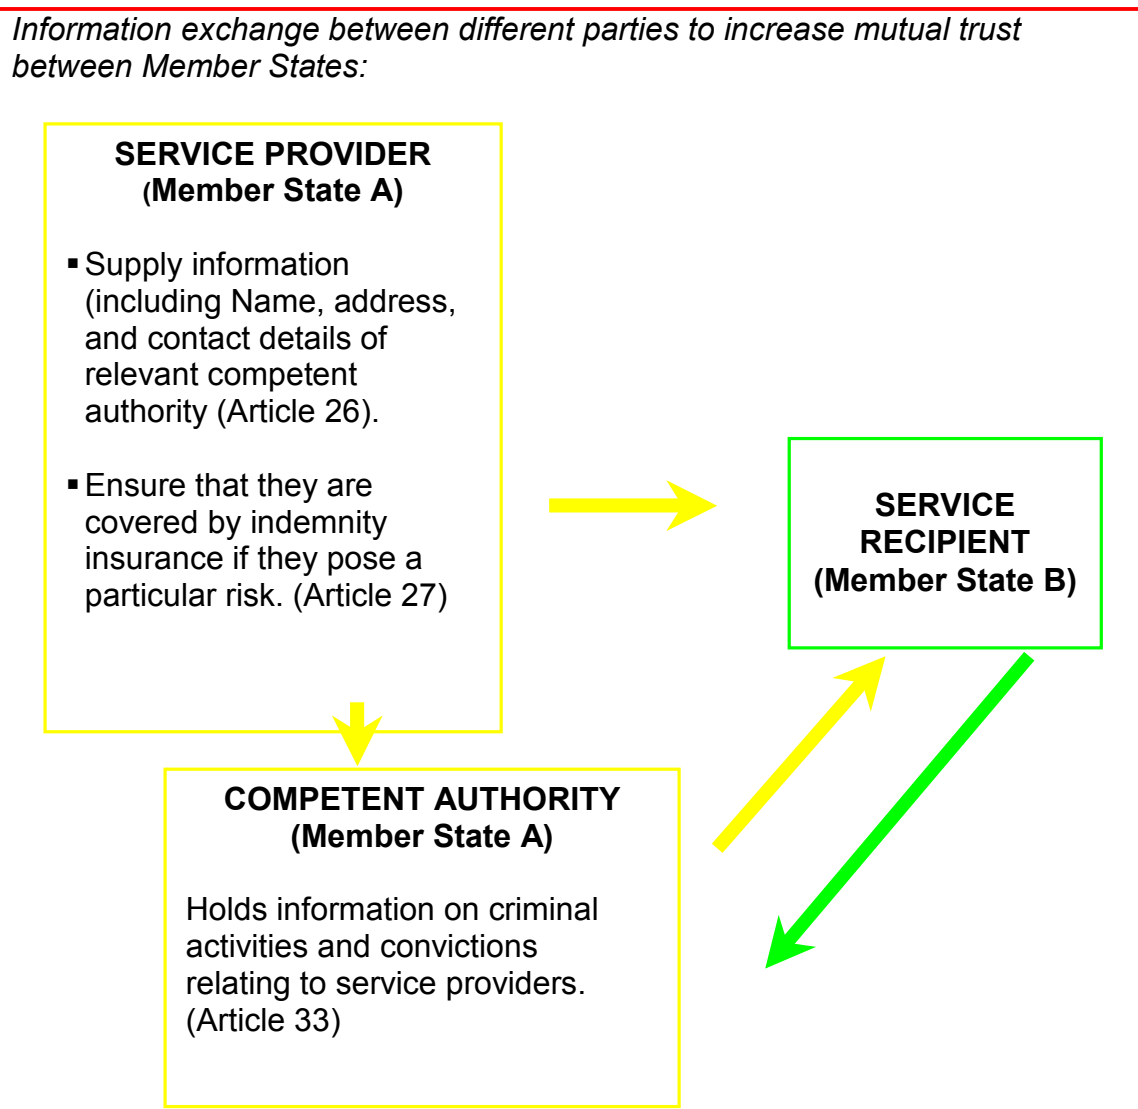 Information exchange between different parties to increase mutual trust
between Member States:
SERVICE PROVIDER
(Member State A)
▪ Supply information
(including Name, address,
and contact details of
relevant competent
authority (Article 26).
▪ Ensure that they are
covered by indemnity
insurance if they pose a
particular risk. (Article 27)
SERVICE
RECIPIENT
(Member State B)
COMPETENT AUTHORITY
(Member State A)
Holds information on criminal
activities and convictions
relating to service providers.
(Article 33)